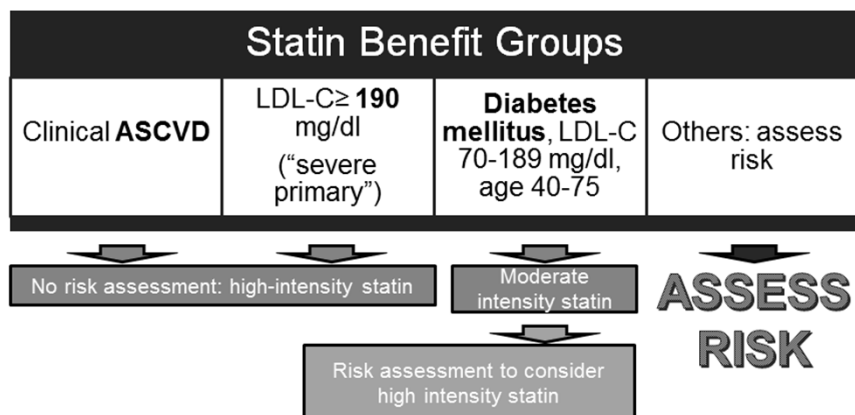 Statin Benefit Groups
Clinical ASCVD
LDL-C≥ 190
mg/dl
(“severe
primary”)
Diabetes
mellitus, LDL-C
70-189 mg/dl,
age 40-75
Others: assess
risk
No risk assessment: high-intensity statin
Moderate
intensity statin
ASSESS
RISK
Risk assessment to consider
high intensity statin